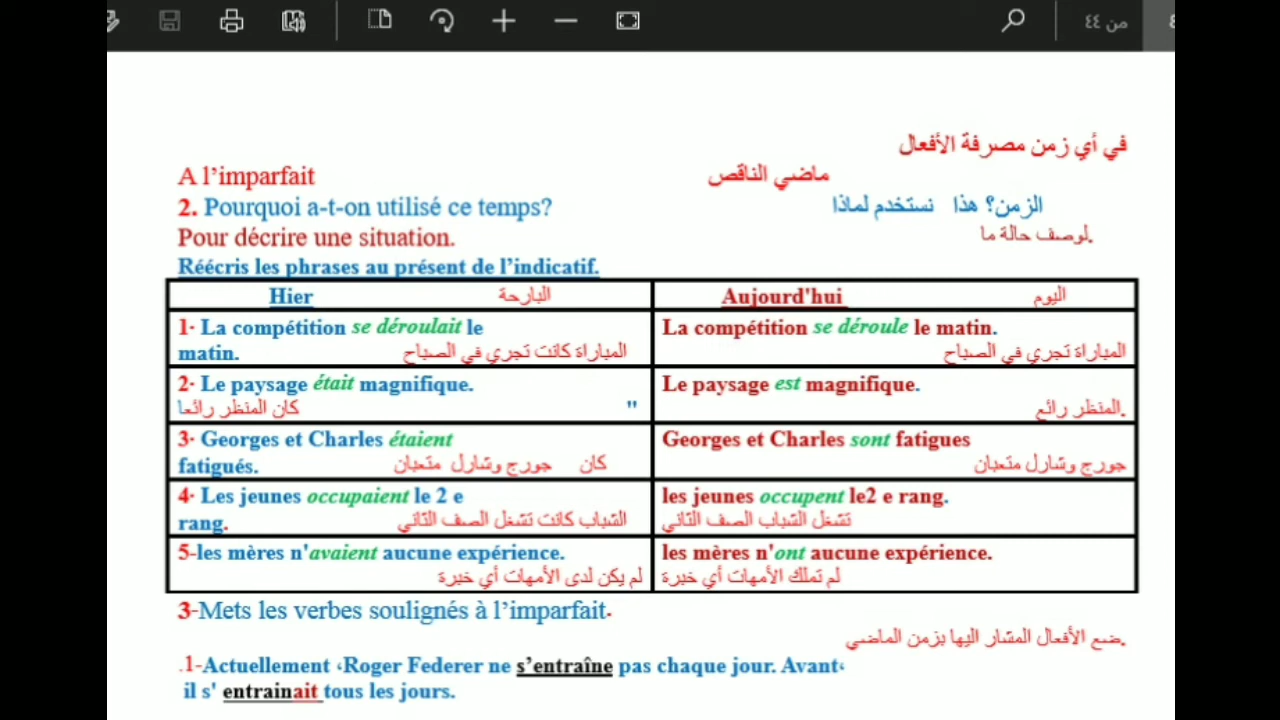 من ٤٤
في أي زمن مصرفة الأفعال
A l’imparfait ماضي الناقص
2. Pourquoi a-t-on utilisé ce temps? الزمن؟ هذا نستخدم لماذا
Pour décrire une situation. لوصف حالة ما.
Réécris les phrases au présent de l’indicatif.
Hier البارحة
Aujourd'hui اليوم
1- La compétition se déroulait le
matin. المباراة كانت تجري في الصباح
La compétition se déroule le matin.
المباراة تجري في الصباح
2- Le paysage était magnifique.
كان المنظر رائعا "
Le paysage est magnifique.
المنظر رائع.
3- Georges et Charles étaient
fatigués. كان جورج وشارل متعبان
Georges et Charles sont fatigues
جورج وشارل متعبان
4- Les jeunes occupaient le 2 e
rang. الشباب كانت تشغل الصف الثاني
les jeunes occupent le2 e rang.
تشغل الشباب الصف الثاني
5-les mères n'avaient aucune expérience.
لم يكن لدى الأمهات أي خبرة
les mères n'ont aucune expérience.
لم تملك الأمهات أي خبرة
3-Mets les verbes soulignés à l’imparfait.
ضع الأفعال المشار اليها بزمن الماضي.
.1-Actuellement ،Roger Federer ne s’entraîne pas chaque jour. Avant،
il s' entrainait tous les jours.